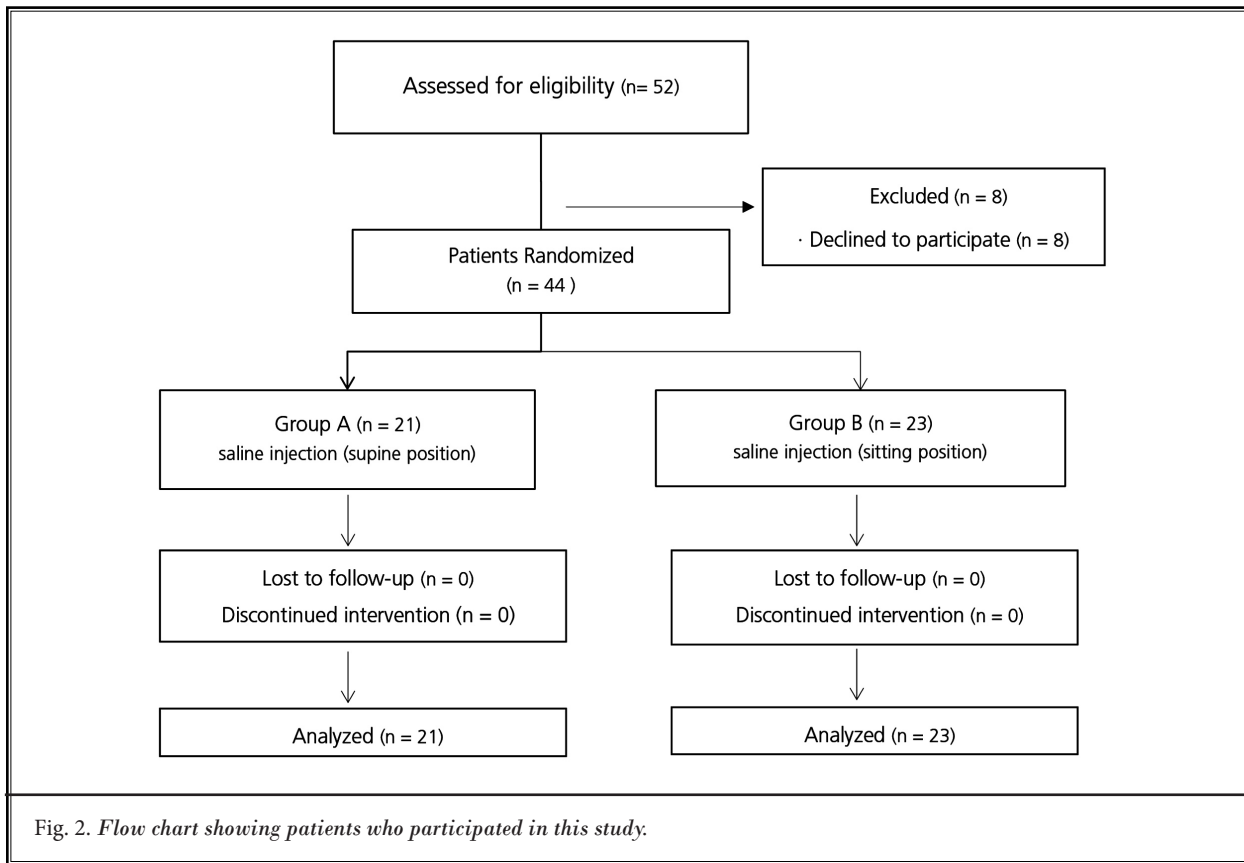 Assessed for eligibility (n= 52)
Excluded (n = 8)
· Declined to participate (n = 8)
Patients Randomized
(n = 44 )
Group A (n = 21)
saline injection (supine position)
Group B (n = 23)
saline injection (sitting position)
Lost to follow-up (n = 0)
Discontinued intervention (n = 0)
Lost to follow-up (n = 0)
Discontinued intervention (n = 0)
Analyzed (n = 21)
Analyzed (n = 23)
Fig. 2. Flow chart showing patients who participated in this study.